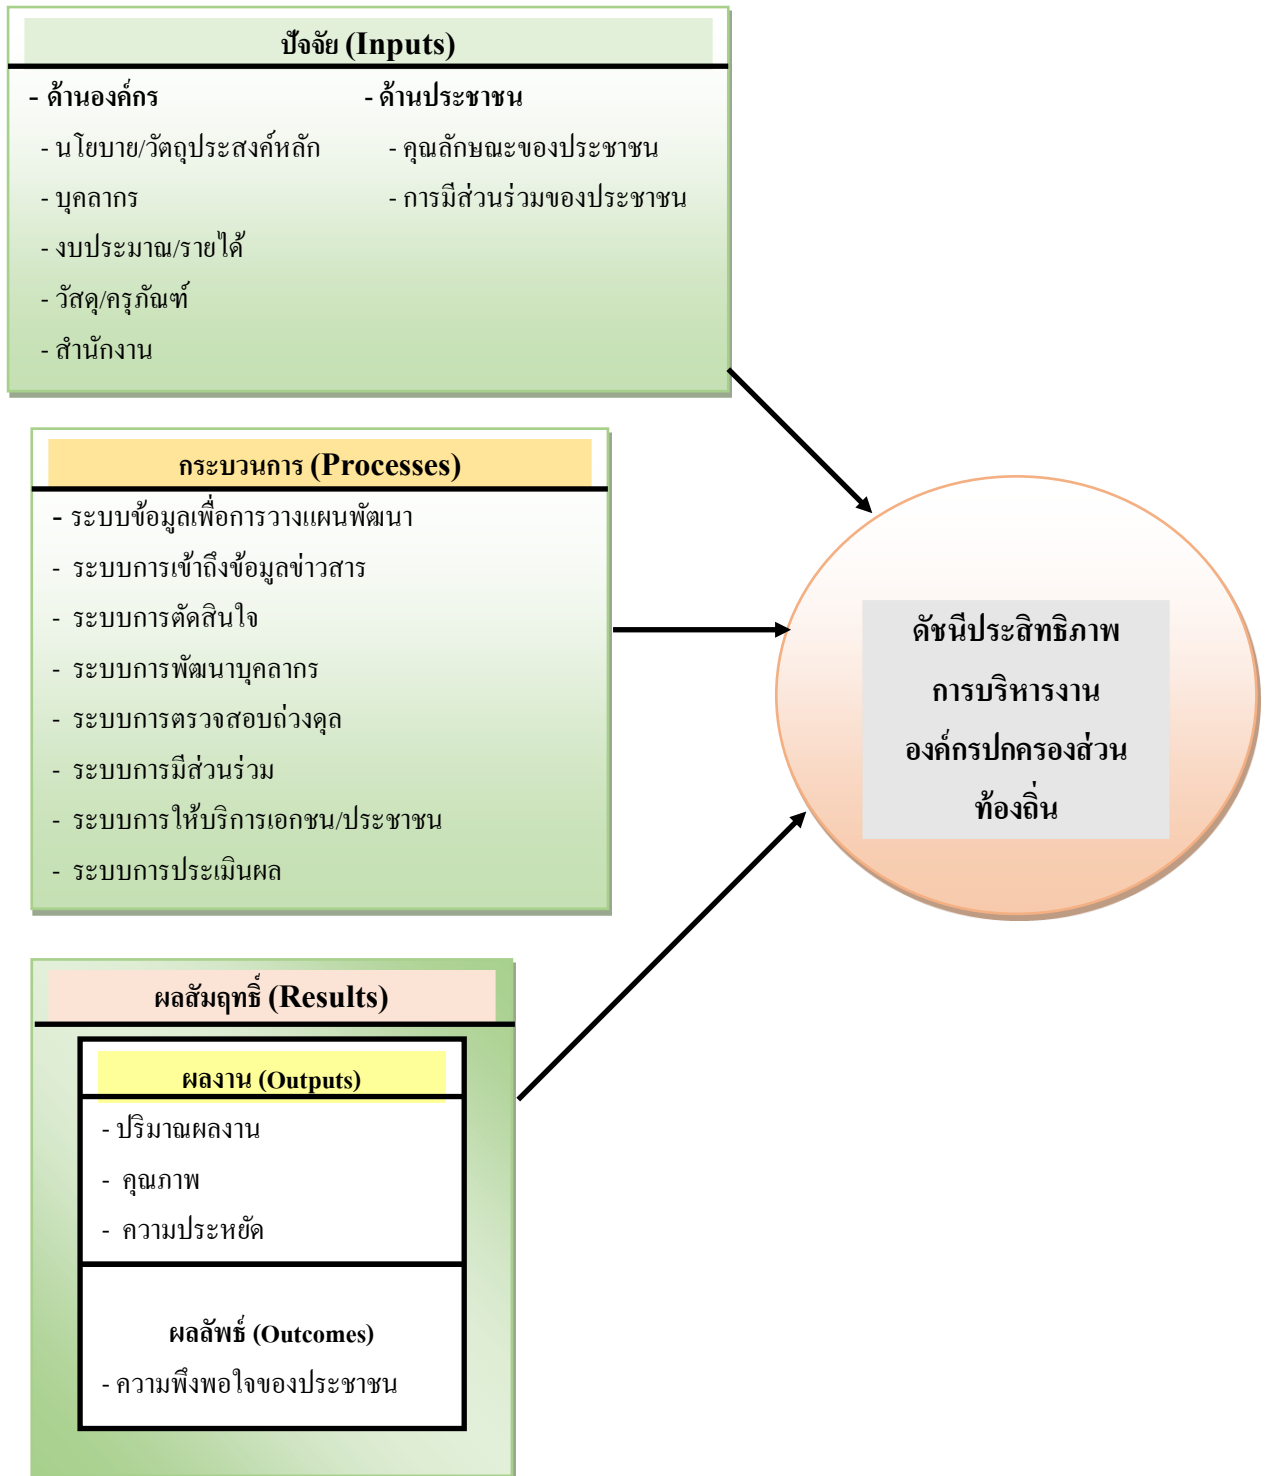 ปัจจัย (Inputs)
- ด้านองค์กร
- นโยบาย/วัตถุประสงค์หลัก
- บุคลากร
- งบประมาณ/รายได้
- วัสดุ/ครุภัณฑ์
- สำนักงาน
- ด้านประชาชน
- คุณลักษณะของประชาชน
- การมีส่วนร่วมของประชาชน
กระบวนการ (Processes)
- ระบบข้อมูลเพื่อการวางแผนพัฒนา
- ระบบการเข้าถึงข้อมูลข่าวสาร
- ระบบการตัดสินใจ
- ระบบการพัฒนาบุคลากร
- ระบบการตรวจสอบถ่วงดุล
- ระบบการมีส่วนร่วม
- ระบบการให้บริการเอกชน/ประชาชน
- ระบบการประเมินผล
ผลสัมฤทธิ์ (Results)
ผลงาน (Outputs)
- ปริมาณผลงาน
- คุณภาพ
- ความประหยัด
ผลลัพธ์ (Outcomes)
- ความพึงพอใจของประชาชน
ดัชนีประสิทธิภาพ
การบริหารงาน
องค์กรปกครองส่วน
ท้องถิ่น